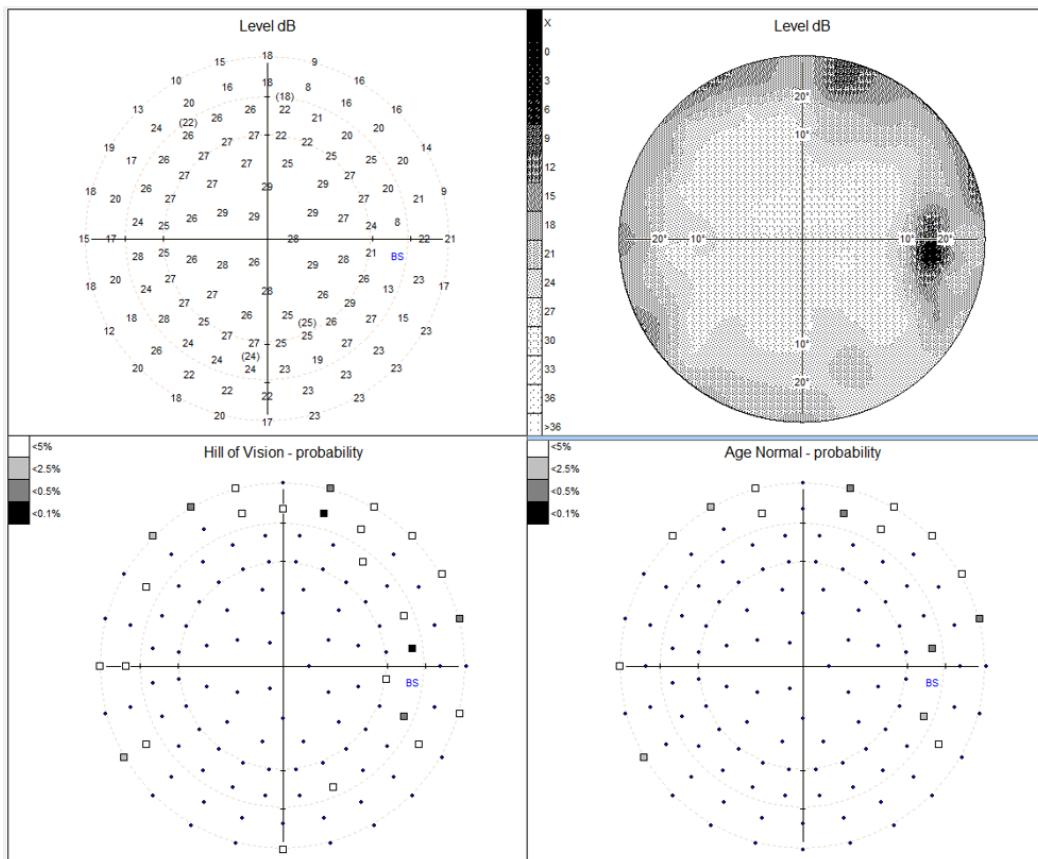 Level dB
18
15 9
10 18 16
16 8
(18)
20 16
13 26 22 16
26 21
(22)
24 20
26 27 22 20
27 22
19 14
27 27 25
17 26 25 20
27 25
27 27
27 29 27
26
18 9
20 27 21
26 29 29 29 27
24 25 24 8
15 17 28 22 21
28 25 21 BS
26 28 26 29 28
20 27 26 23
18 24 27 28 26 13 17
27 27 29
26 25
18 28 25 (25) 26 27 15
12 27 25 23
24 27 25
26 24 (24) 19 23
20 22 24 23 23 23
22 22 22 23
18 23
20 17 23
X
0
3
6
9
12
15
18
21
24
27
30
33
36
>36
Level dB
20°
10°
20° 10° 10° 20°
10°
20°
<5%
<2.5%
<0.5%
<0.1%
Hill of Vision - probability
BS
<5%
<2.5%
<0.5%
<0.1%
Age Normal - probability
BS